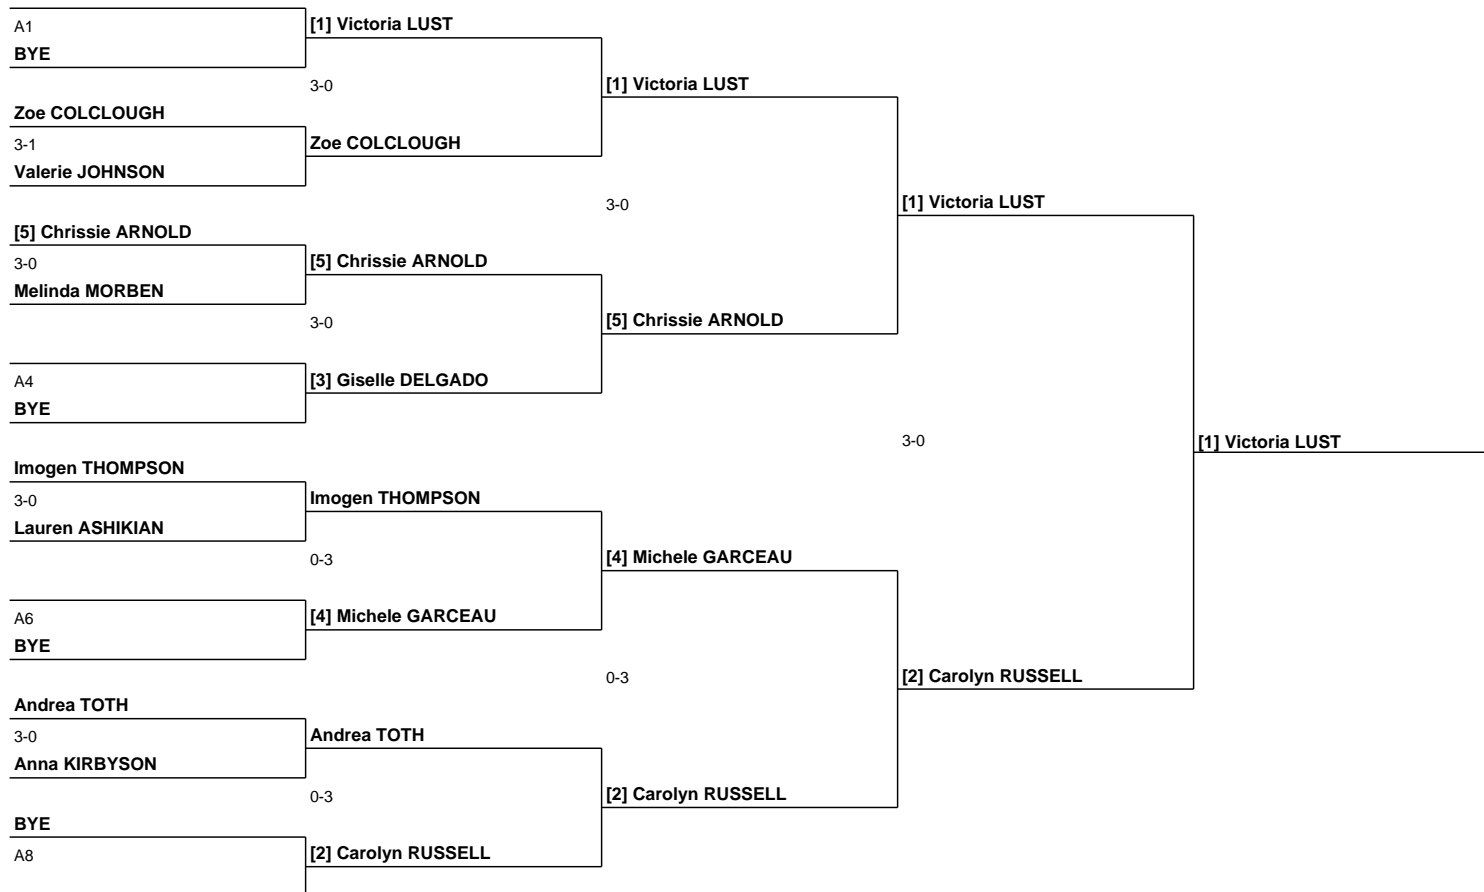 A1
BYE
[1] Victoria LUST
3-0
Zoe COLCLOUGH
3-1
Valerie JOHNSON
Zoe COLCLOUGH
[1] Victoria LUST
3-0
[5] Chrissie ARNOLD
3-0
Melinda MORBEN
[5] Chrissie ARNOLD
3-0
A4
BYE
[3] Giselle DELGADO
[5] Chrissie ARNOLD
[1] Victoria LUST
3-0
Imogen THOMPSON
3-0
Lauren ASHIKIAN
Imogen THOMPSON
0-3
A6
BYE
[4] Michele GARCEAU
[4] Michele GARCEAU
0-3
Andrea TOTH
3-0
Anna KIRBYSON
Andrea TOTH
0-3
BYE
A8
[2] Carolyn RUSSELL
[2] Carolyn RUSSELL
[2] Carolyn RUSSELL
[1] Victoria LUST